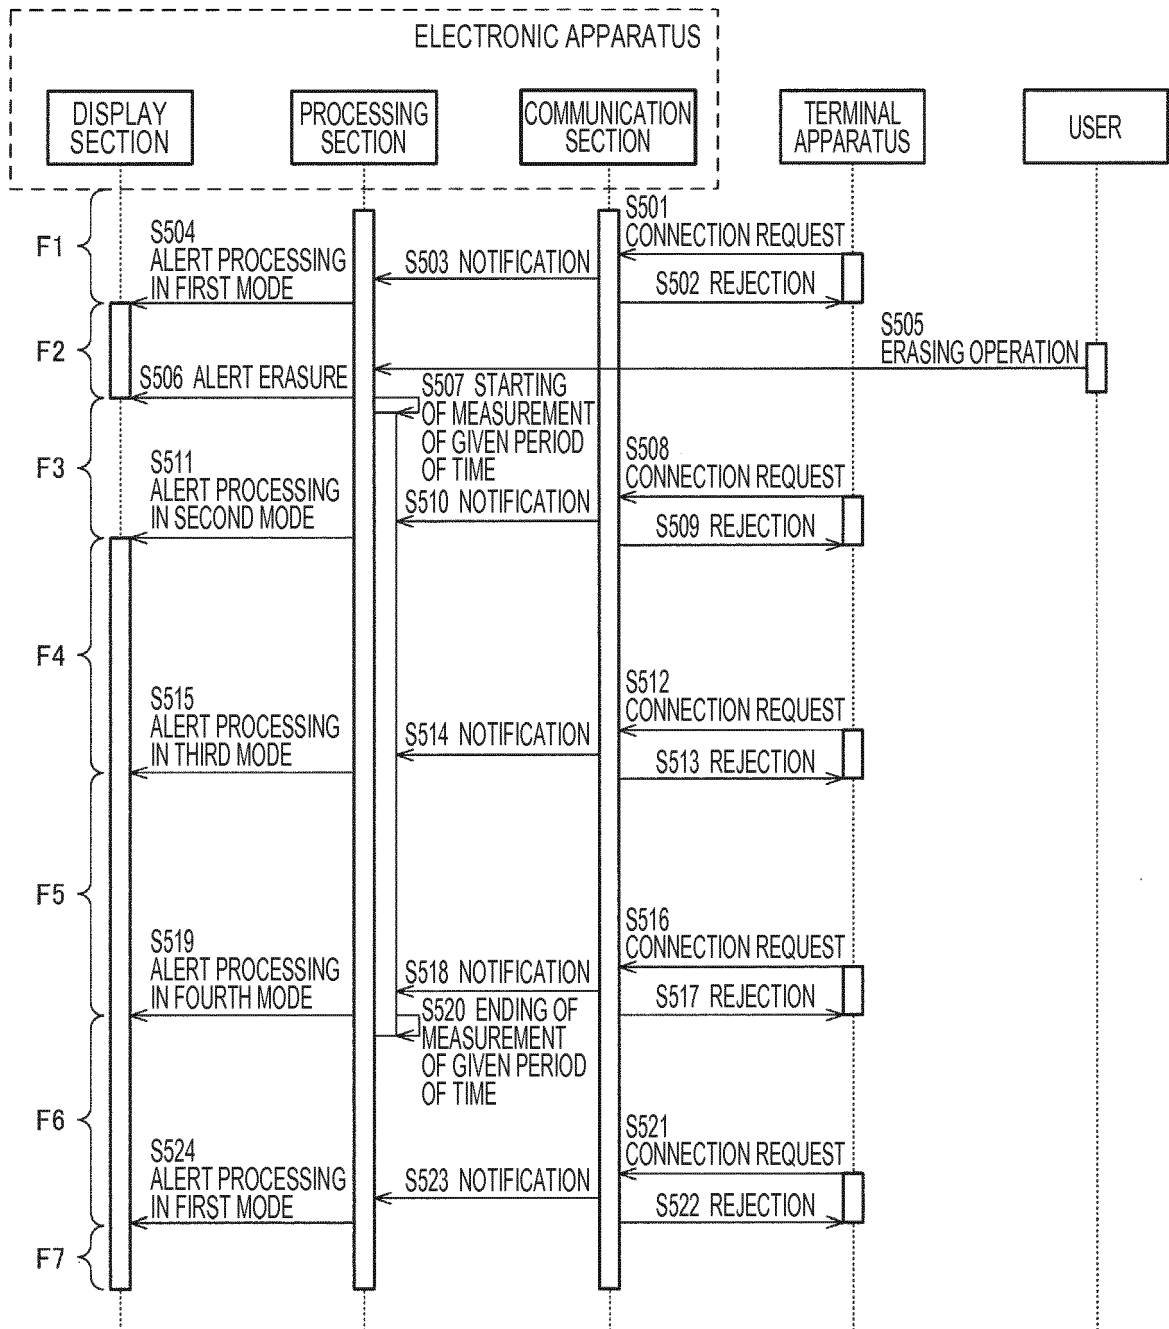 ELECTRONIC APPARATUS
DISPLAY
SECTION
PROCESSING
SECTION
COMMUNICATION
SECTION
TERMINAL
APPARATUS
USER
F1
S504
ALERT PROCESSING
IN FIRST MODE
S503 NOTIFICATION
S501
CONNECTION REQUEST
S502 REJECTION
F2
S505
ERASING OPERATION
S506 ALERT ERASURE
S507 STARTING
OF MEASUREMENT
OF GIVEN PERIOD
OF TIME
F3
S511
ALERT PROCESSING
IN SECOND MODE
S510 NOTIFICATION
S508
CONNECTION REQUEST
S509 REJECTION
F4
S515
ALERT PROCESSING
IN THIRD MODE
S514 NOTIFICATION
S512
CONNECTION REQUEST
S513 REJECTION
F5
S519
ALERT PROCESSING
IN FOURTH MODE
S518 NOTIFICATION
S516
CONNECTION REQUEST
S517 REJECTION
S520 ENDING OF
MEASUREMENT
OF GIVEN PERIOD
OF TIME
F6
S524
ALERT PROCESSING
IN FIRST MODE
S523 NOTIFICATION
S521
CONNECTION REQUEST
S522 REJECTION
F7